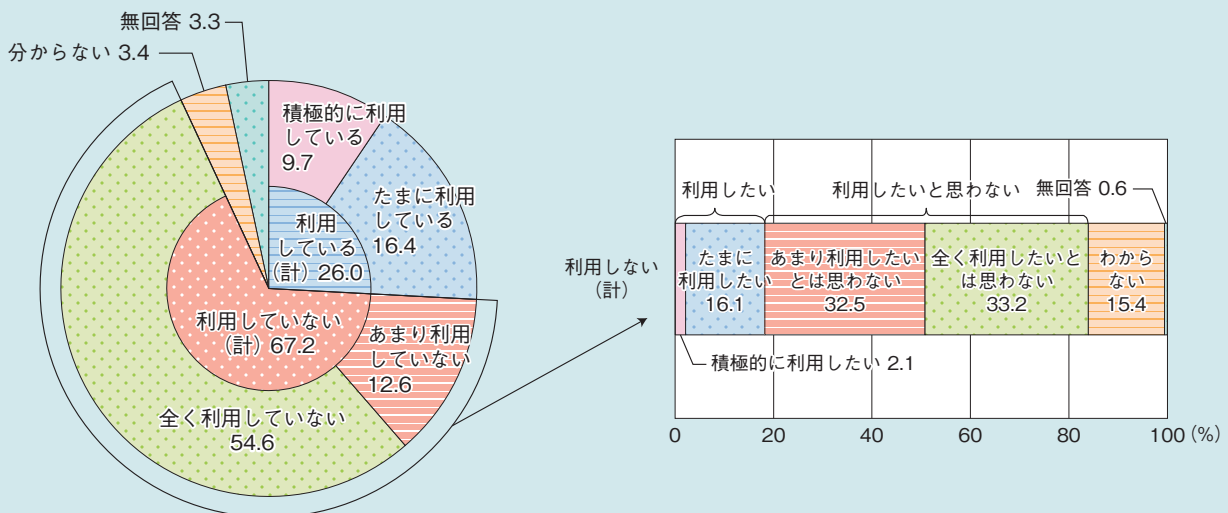 無回答 3.3
分からない 3.4
積極的に利用
している
9.7
たまに利用
している
16.4
利用
している
(計) 26.0
利用していない
(計) 67.2
あまり利用
していない
12.6
全く利用していない
54.6
利用しない
(計)
利用したい
利用したいと思わない
無回答 0.6
たまに
利用したい
16.1
あまり利用したい
とは思わない
32.5
全く利用したいと
は思わない
33.2
わから
ない
15.4
積極的に利用したい 2.1
0 20 40 60 80 100 (%)